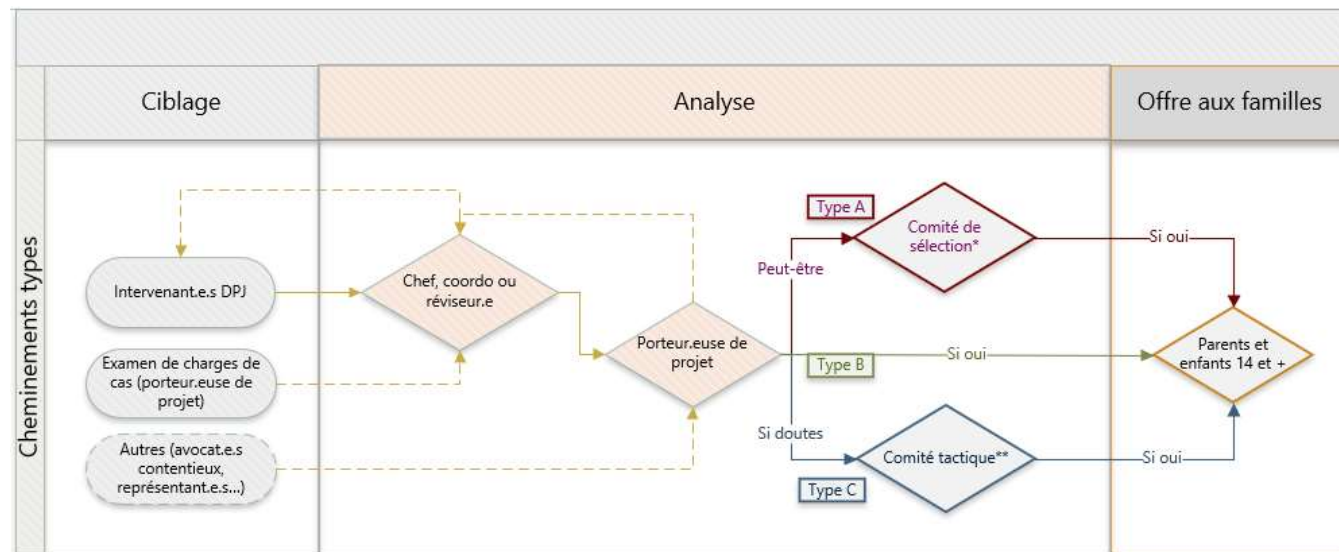 Ciblage
Analyse
Offre aux familles
Cheminements types
Intervenant.e.s DPJ
Examen de charges de
cas (porteur.euse de
projet)
Autres (avocat.e.s
contentieux,
représentant.e.s...)
Chef, coordo ou
réviseur.e
Porteur.euse de
projet
Peut-être
Type A
Comité de
sélection*
Si oui
Type B
Si oui
Si doutes
Type C
Comité tactique**
Si oui
Parents et
enfants 14 et +